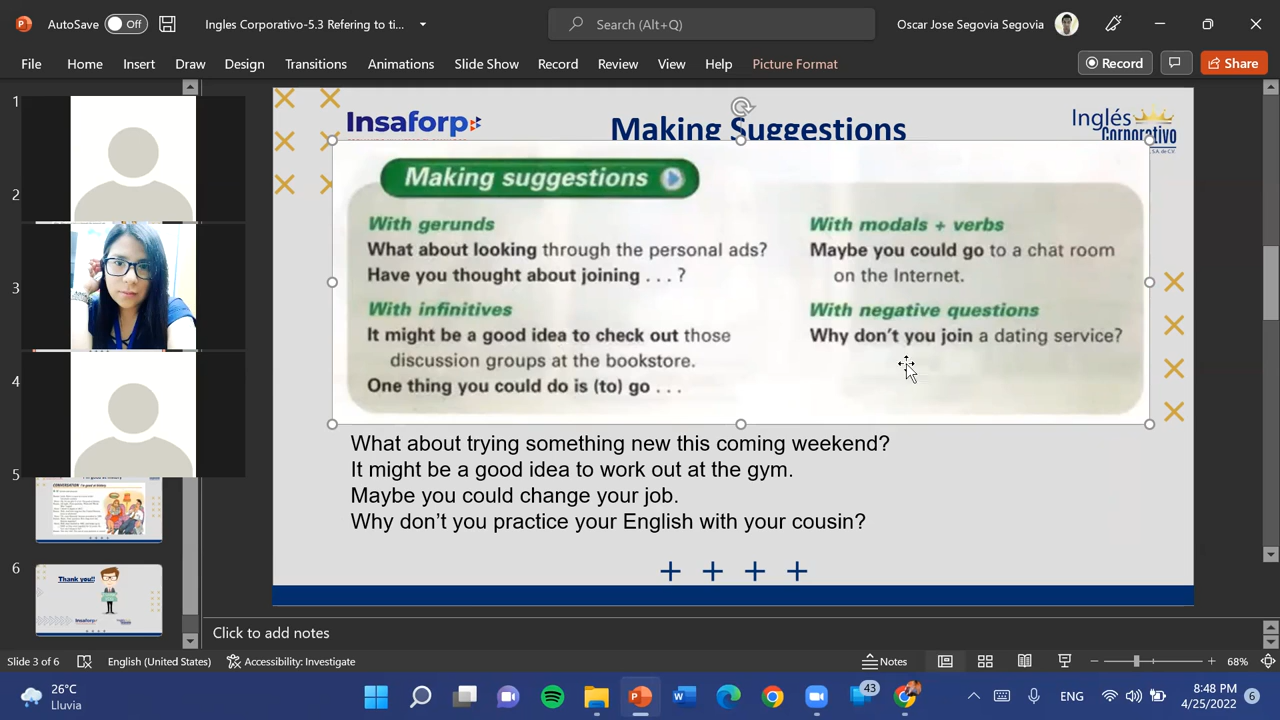 AutoSave Off Ingles Corporativo-5.3 Refering to ti... Search (Alt+Q) Oscar Jose Segovia Segovia
File Home Insert Draw Design Transitions Animations Slide Show Record Review View Help Picture Format Record Share
1
2
3
4
5
6
Thank you!!
Insaforp
Making Suggestions
Inglés
Corporativo
S.A. de C.V.
Making suggestions
With gerunds
What about looking through the personal ads?
Have you thought about joining . . . ?
With infinitives
It might be a good idea to check out those
discussion groups at the bookstore.
One thing you could do is (to) go . . .
With modals + verbs
Maybe you could go to a chat room
on the Internet.
With negative questions
Why don't you join a dating service?
What about trying something new this coming weekend?
It might be a good idea to work out at the gym.
Maybe you could change your job.
Why don't you practice your English with your cousin?
+ + + +
Click to add notes
Slide 3 of 6 English (United States) Accessibility: Investigate Notes 68%
26°C
Lluvia
43
ENG
8:48 PM
4/25/2022
6